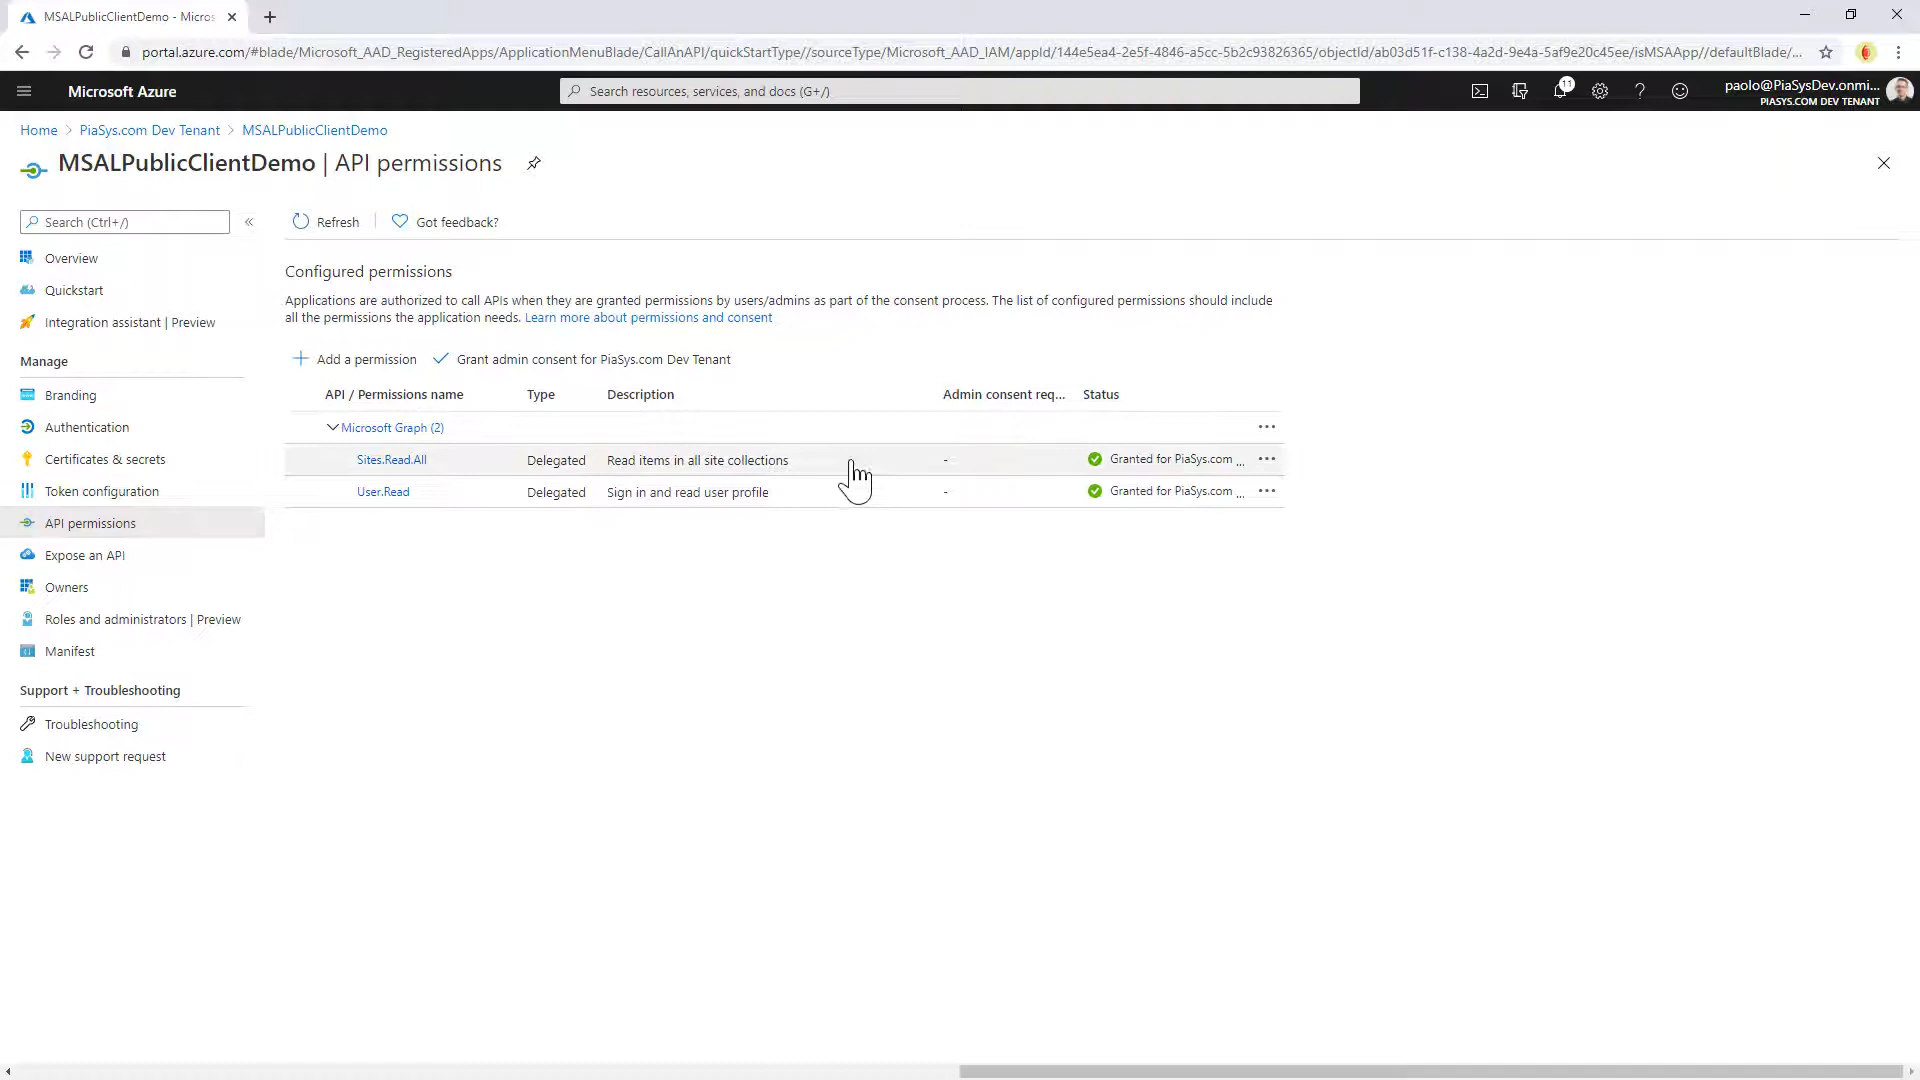 MSALPublicClientDemo - Micros
portal.azure.com/#blade/Microsoft_AAD_RegisteredApps/ApplicationMenuBlade/CallAnAPI/quickStartType//sourceType/Microsoft_AAD_IAM/appId/144e5ea4-2e5f-4846-a5cc-5b2c93826365/objectId/ab03d51f-c138-4a2d-9e4a-5af9e20c45ee/isMSAApp//defaultBlade/...
Microsoft Azure
Search resources, services, and docs (G+/)
11
paolo@PiaSysDev.onmi...
PIASYS.COM DEV TENANT
Home > PiaSys.com Dev Tenant > MSALPublicClientDemo
MSALPublicClientDemo | API permissions
Search (Ctrl+/)
«
Overview
Quickstart
Integration assistant | Preview
Manage
Branding
Authentication
Certificates & secrets
Token configuration
API permissions
Expose an API
Owners
Roles and administrators | Preview
Manifest
Support + Troubleshooting
Troubleshooting
New support request
Refresh
Got feedback?
Configured permissions
Applications are authorized to call APIs when they are granted permissions by users/admins as part of the consent process. The list of configured permissions should include
all the permissions the application needs. Learn more about permissions and consent
Add a permission
Grant admin consent for PiaSys.com Dev Tenant
API / Permissions name Type Description Admin consent req... Status
Microsoft Graph (2) ...
Sites.Read.All Delegated Read items in all site collections - Granted for PiaSys.com ... ...
User.Read Delegated Sign in and read user profile - Granted for PiaSys.com ... ...